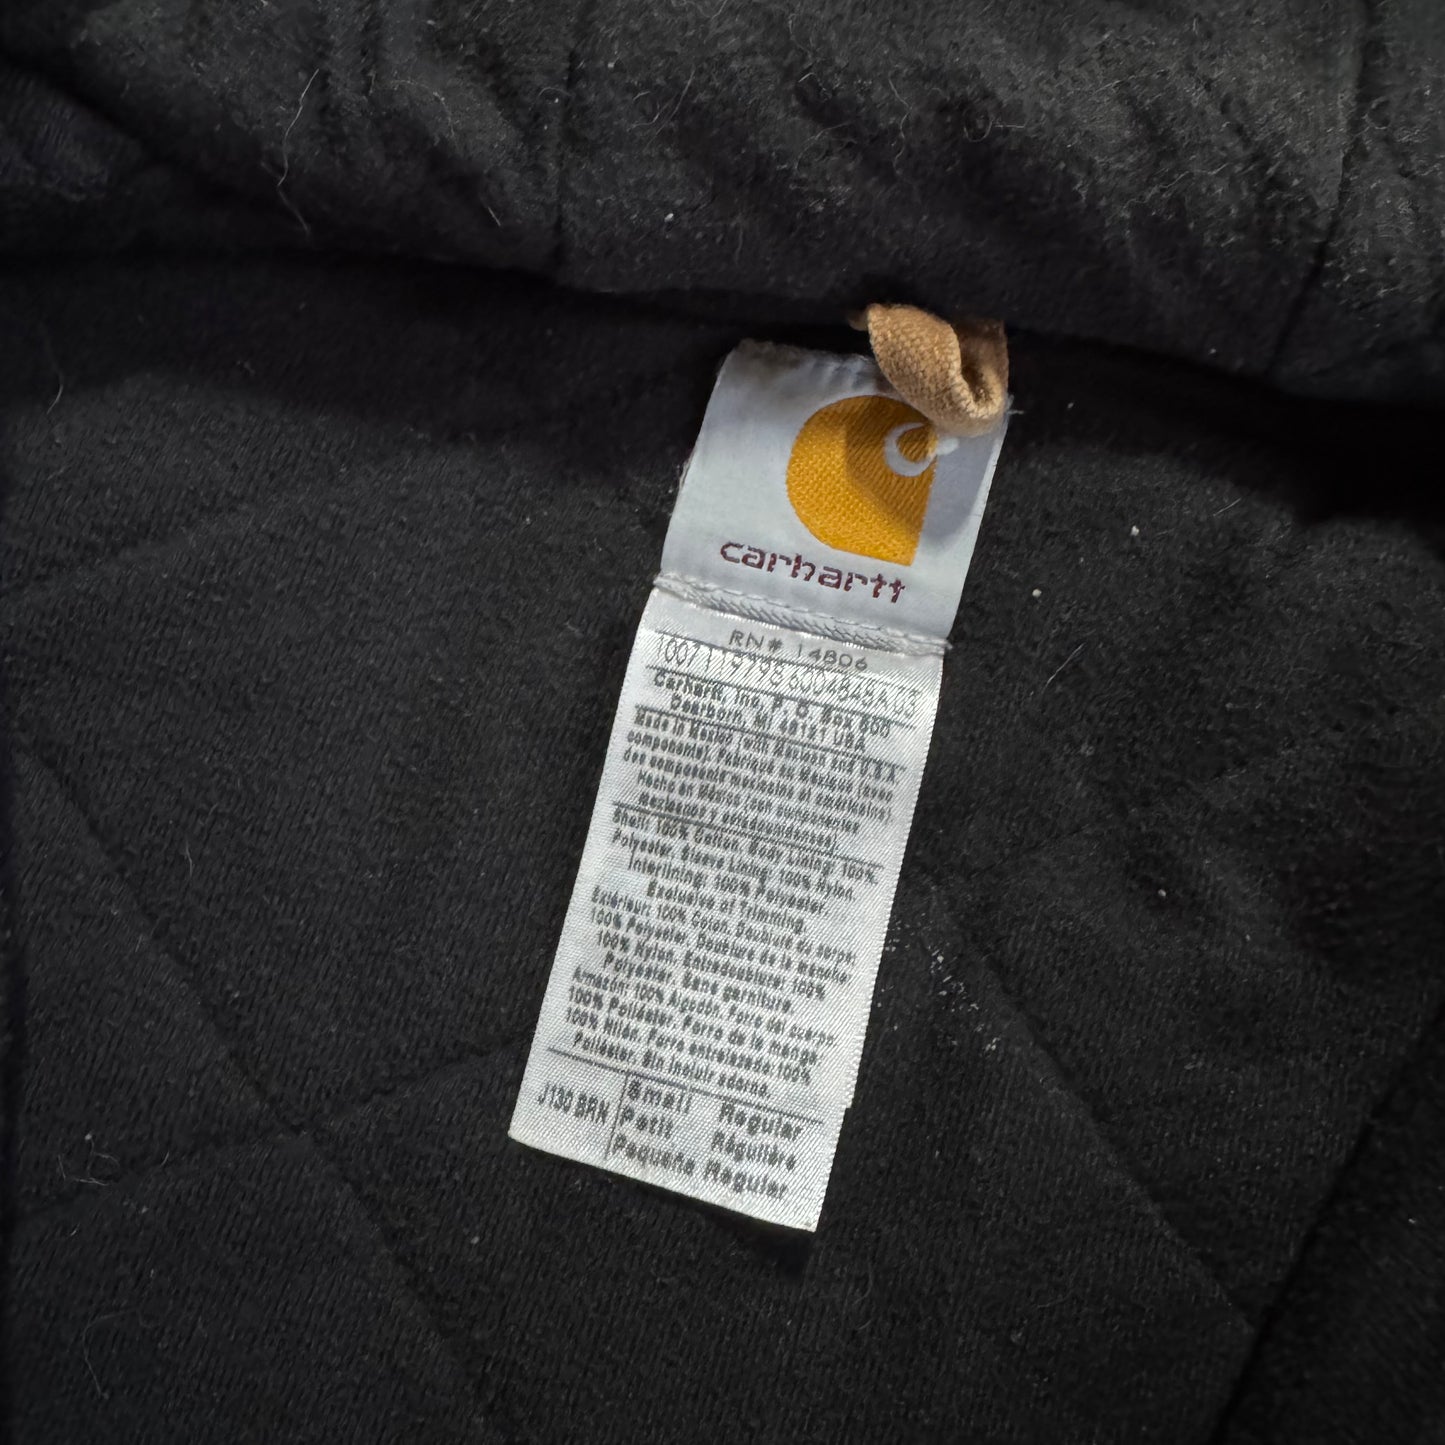 carhartt
RN# 14806
Carhartt, Inc. P.O. Box 600
Dearborn, MI 48121 USA
Made in Mexico (with Mexican and U.S.A.
components). Fabriqué au Mexique (avec
des composants mexicains et américains).
Hecho en México (con componentes
Mexicanos y estadounidenses).
Shell: 100% Cotton. Body Lining: 100%
Polyester. Sleeve Lining: 100% Nylon.
Interlining: 100% Polyester.
Exclusive of Trimming.
Extérieur: 100% Coton. Doublure du corps:
100% Polyester. Doublure de la manche:
100% Nylon. Entredoublure: 100%
Polyester. Sans garniture.
Armazón: 100% Algodón. Forro del cuerpo:
100% Poliéster. Forro de la manga:
100% Nilón. Forro entretelado: 100%
Poliéster. Sin incluir adorno.
J130 BRN
Small Regular
Petit Régulière
Pequeño Regular